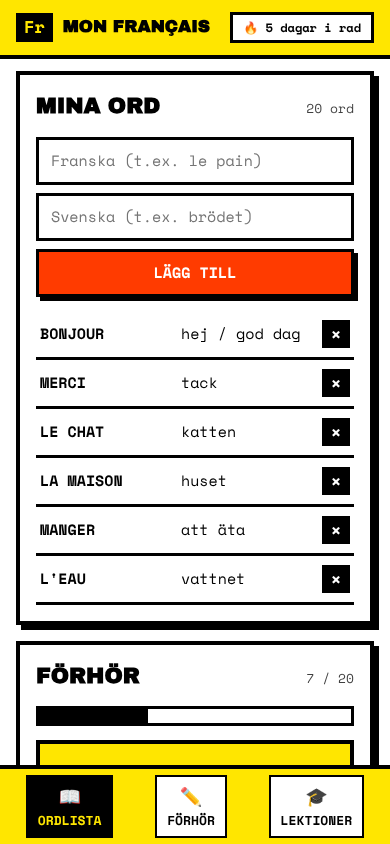 Fr MON FRANÇAIS 🔥 5 dagar i rad
MINA ORD 20 ord
Franska (t.ex. le pain)
Svenska (t.ex. brödet)
LÄGG TILL
BONJOUR hej / god dag ×
MERCI tack ×
LE CHAT katten ×
LA MAISON huset ×
MANGER att äta ×
L'EAU vattnet ×
FÖRHÖR 7 / 20
ORDLISTA FÖRHÖR LEKTIONER